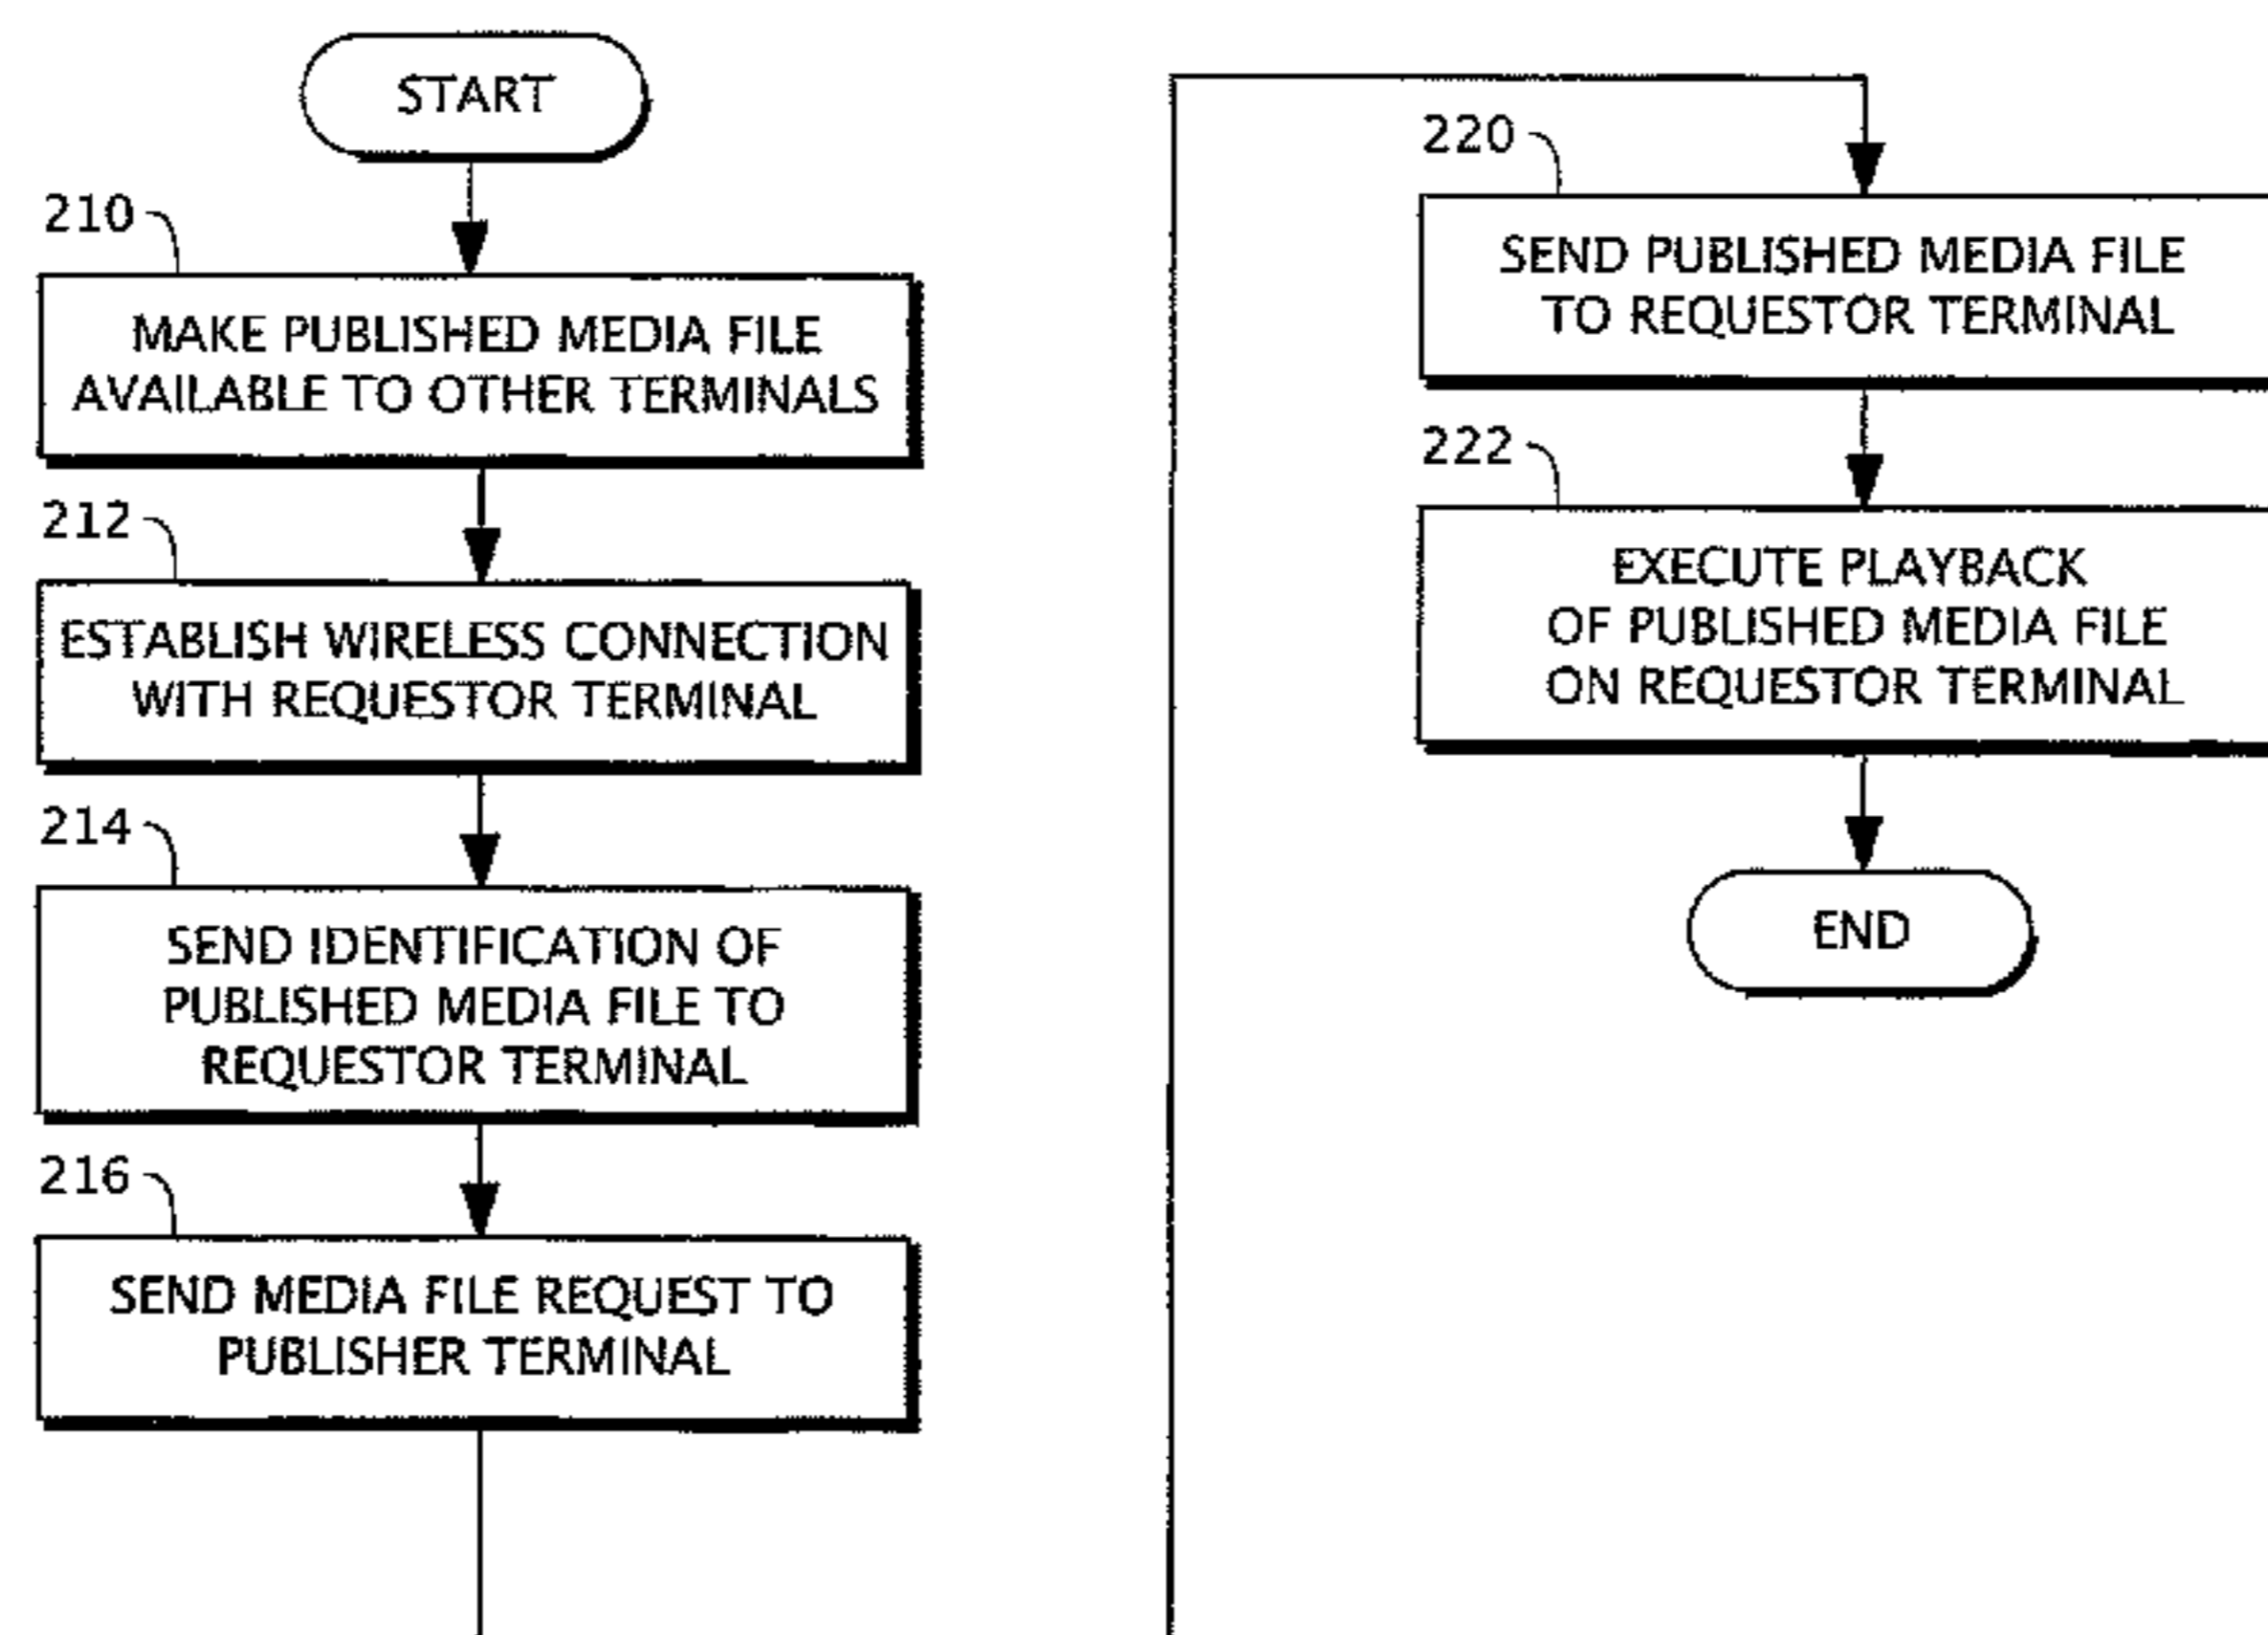 START
210
MAKE PUBLISHED MEDIA FILE
AVAILABLE TO OTHER TERMINALS
212
ESTABLISH WIRELESS CONNECTION
WITH REQUESTOR TERMINAL
214
SEND IDENTIFICATION OF
PUBLISHED MEDIA FILE TO
REQUESTOR TERMINAL
216
SEND MEDIA FILE REQUEST TO
PUBLISHER TERMINAL
220
SEND PUBLISHED MEDIA FILE
TO REQUESTOR TERMINAL
222
EXECUTE PLAYBACK
OF PUBLISHED MEDIA FILE
ON REQUESTOR TERMINAL
END